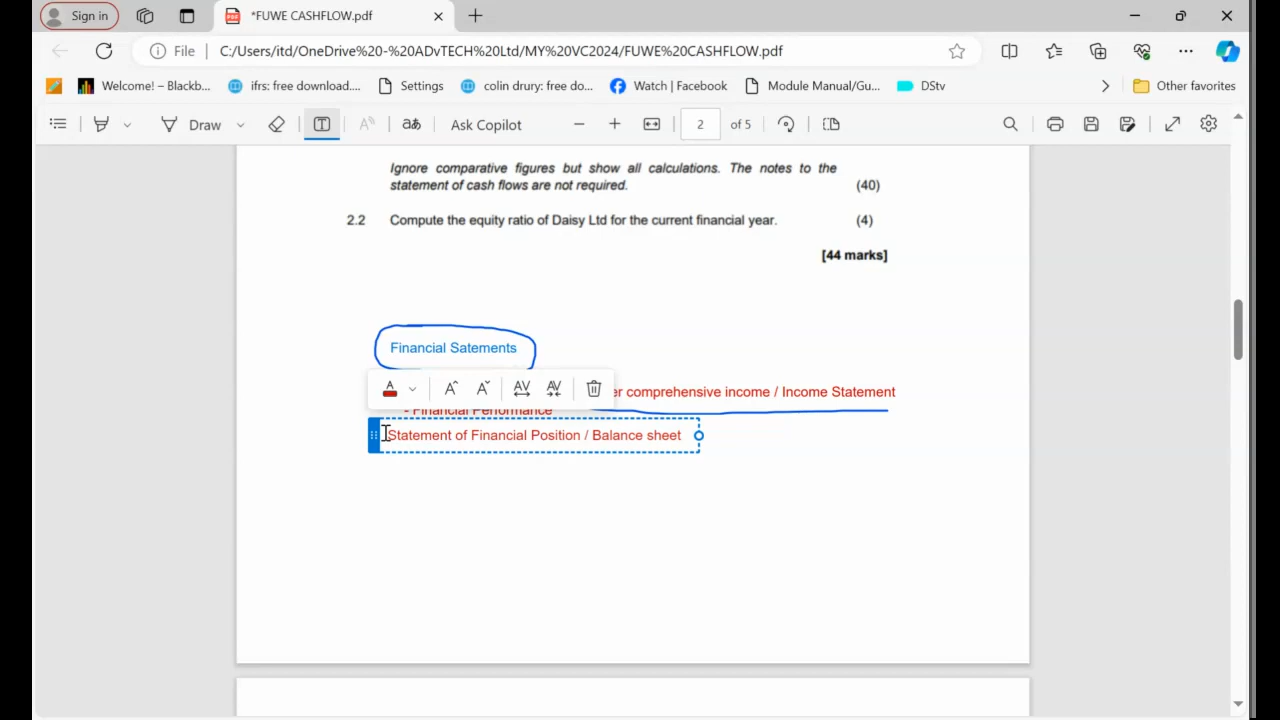 Sign in
*FUWE CASHFLOW.pdf
File
C:/Users/itd/OneDrive%20-%20ADvTECH%20Ltd/MY%20VC2024/FUWE%20CASHFLOW.pdf
Welcome! – Blackb...
ifrs: free download....
Settings
colin drury: free do...
Watch | Facebook
Module Manual/Gu...
DStv
Other favorites
Draw
Ask Copilot
2 of 5
Ignore comparative figures but show all calculations. The notes to the
statement of cash flows are not required. (40)
2.2 Compute the equity ratio of Daisy Ltd for the current financial year. (4)
[44 marks]
Financial Satements
comprehensive income / Income Statement
- Financial Performance
Statement of Financial Position / Balance sheet